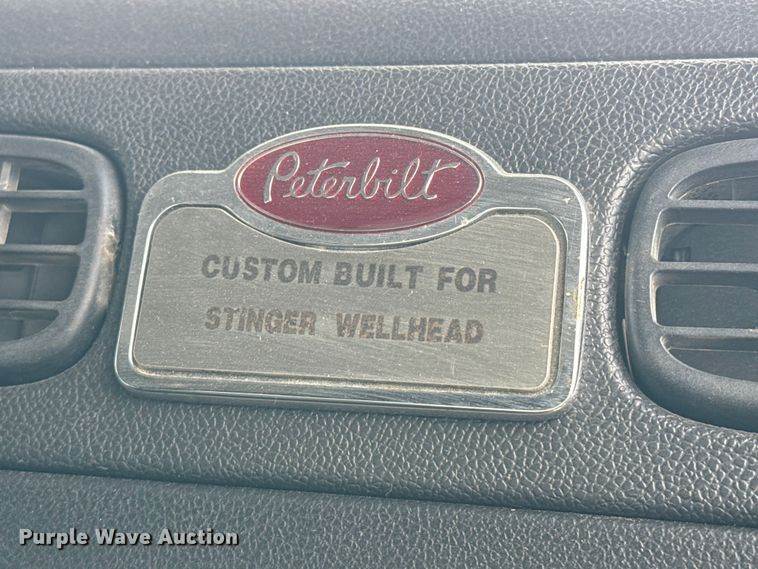 Peterbilt
CUSTOM BUILT FOR
STINGER WELLHEAD
Purple Wave Auction